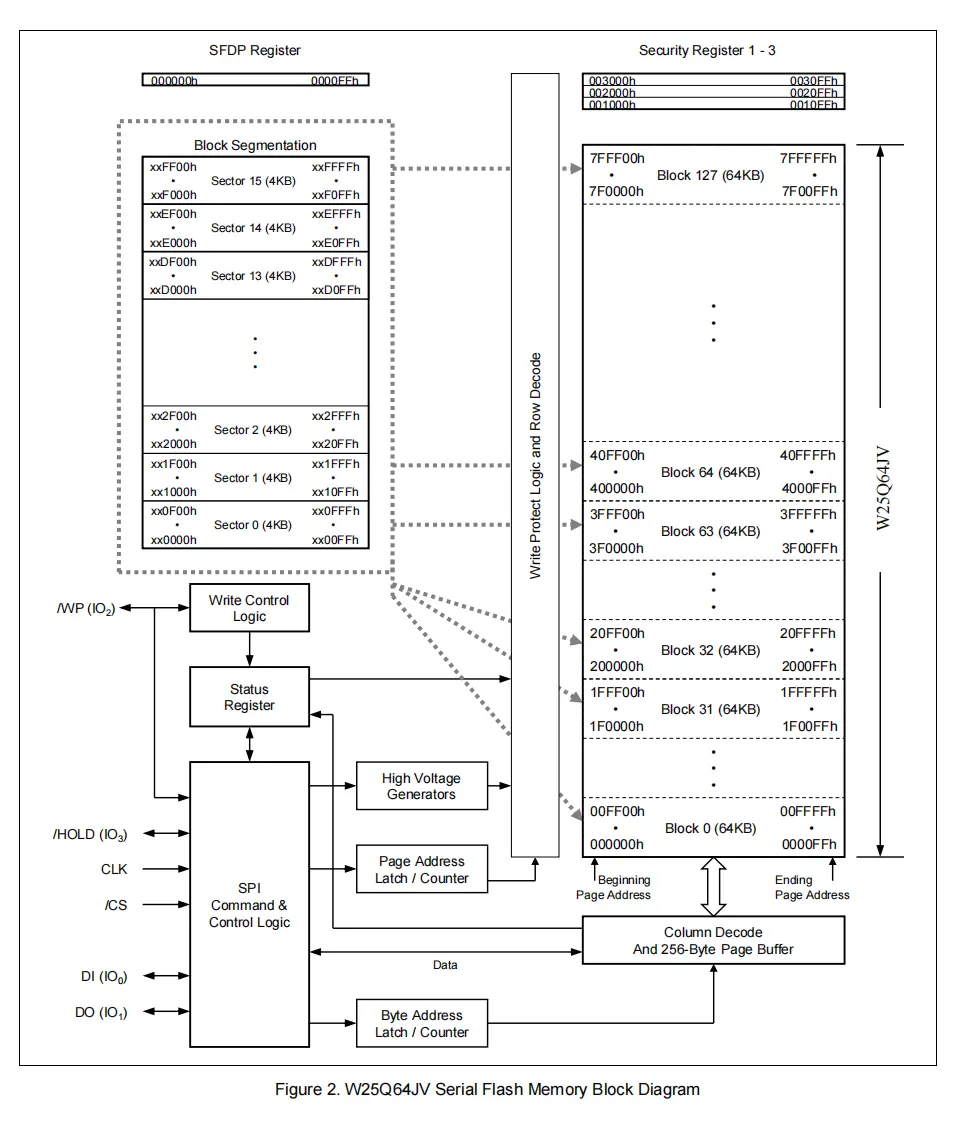 SFDP Register
000000h 0000FFh
Security Register 1 - 3
003000h 0030FFh
002000h 0020FFh
001000h 0010FFh
Block Segmentation
xxFF00h xxFFFFh
• Sector 15 (4KB) •
xxF000h xxF0FFh
xxEF00h xxEFFFh
• Sector 14 (4KB) •
xxE000h xxE0FFh
xxDF00h xxDFFFh
• Sector 13 (4KB) •
xxD000h xxD0FFh
xx2F00h xx2FFFh
• Sector 2 (4KB) •
xx2000h xx20FFh
xx1F00h xx1FFFh
• Sector 1 (4KB) •
xx1000h xx10FFh
xx0F00h xx0FFFh
• Sector 0 (4KB) •
xx0000h xx00FFh
Write Protect Logic and Row Decode
7FFF00h 7FFFFFh
• Block 127 (64KB) •
7F0000h 7F00FFh
40FF00h 40FFFFh
• Block 64 (64KB) •
400000h 4000FFh
3FFF00h 3FFFFFh
• Block 63 (64KB) •
3F0000h 3F00FFh
20FF00h 20FFFFh
• Block 32 (64KB) •
200000h 2000FFh
1FFF00h 1FFFFFh
• Block 31 (64KB) •
1F0000h 1F00FFh
00FF00h 00FFFFh
• Block 0 (64KB) •
000000h 0000FFh
W25Q64JV
Beginning
Page Address
Ending
Page Address
/WP (IO₂)
Write Control
Logic
Status
Register
High Voltage
Generators
/HOLD (IO₃)
CLK
/CS
DI (IO₀)
DO (IO₁)
SPI
Command &
Control Logic
Page Address
Latch / Counter
Column Decode
And 256-Byte Page Buffer
Data
Byte Address
Latch / Counter
Figure 2. W25Q64JV Serial Flash Memory Block Diagram